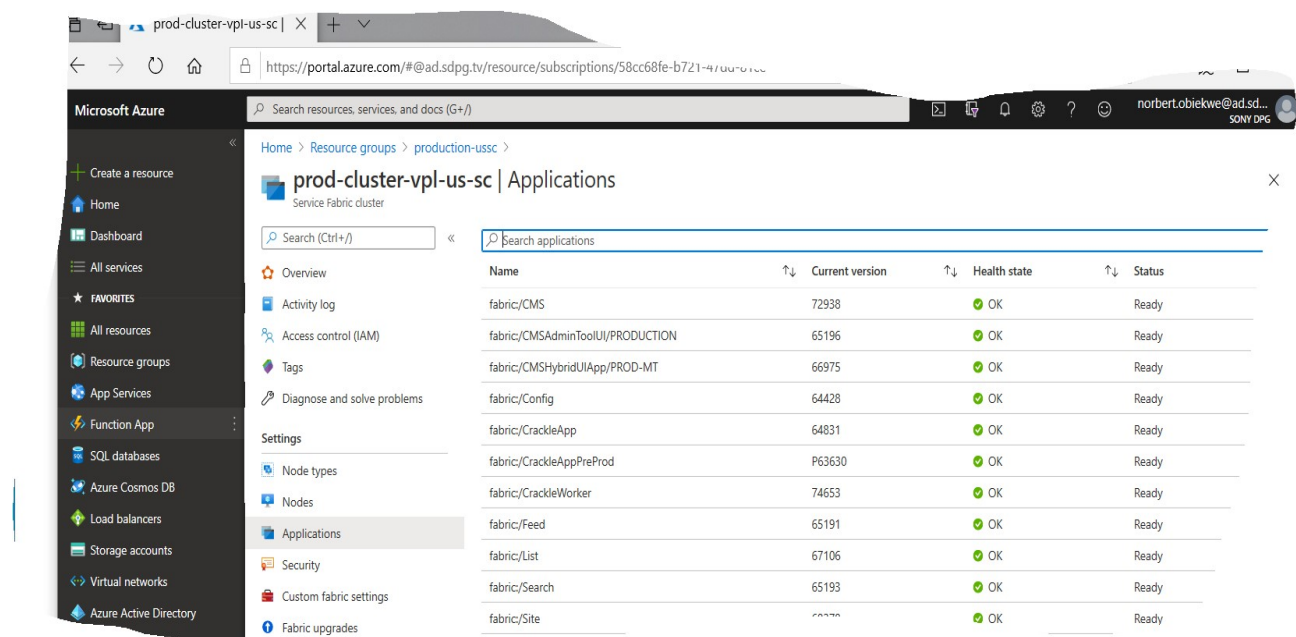 prod-cluster-vpl-us-sc |
https://portal.azure.com/#@ad.sdpg.tv/resource/subscriptions/58cc68fe-b721-
Microsoft Azure
Search resources, services, and docs (G+/)
norbert.obiekwe@ad.sd...
SONY DPG
Create a resource
Home
Dashboard
All services
FAVORITES
All resources
Resource groups
App Services
Function App
SQL databases
Azure Cosmos DB
Load balancers
Storage accounts
Virtual networks
Azure Active Directory
Home > Resource groups > production-ussc >
prod-cluster-vpl-us-sc | Applications
Service Fabric cluster
Search (Ctrl+/)
Overview
Activity log
Access control (IAM)
Tags
Diagnose and solve problems
Settings
Node types
Nodes
Applications
Security
Custom fabric settings
Fabric upgrades
Search applications
Name Current version Health state Status
fabric:/CMS 72938 OK Ready
fabric:/CMSAdminToolUI/PRODUCTION 65196 OK Ready
fabric:/CMSHybridUIApp/PROD-MT 66975 OK Ready
fabric:/Config 64428 OK Ready
fabric:/CrackleApp 64831 OK Ready
fabric:/CrackleAppPreProd P63630 OK Ready
fabric:/CrackleWorker 74653 OK Ready
fabric:/Feed 65191 OK Ready
fabric:/List 67106 OK Ready
fabric:/Search 65193 OK Ready
fabric:/Site OK Ready